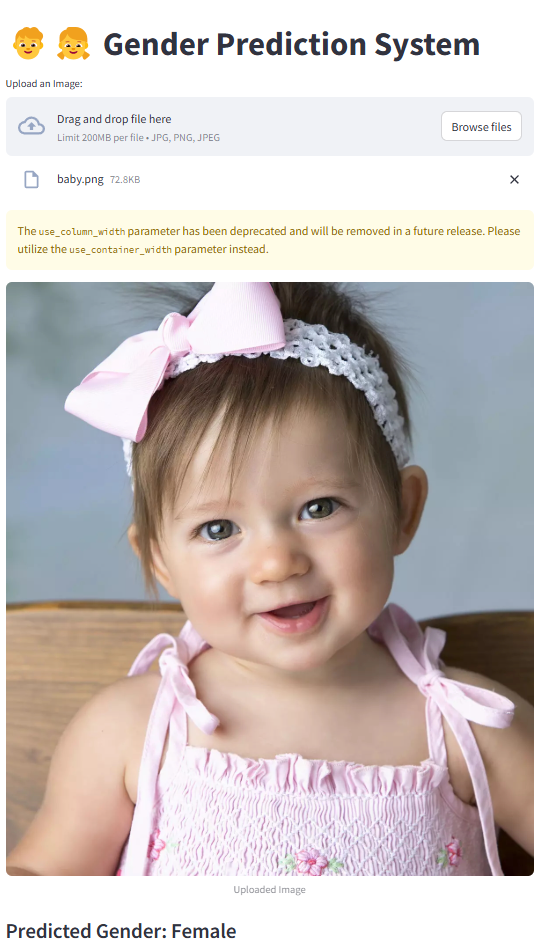 Gender Prediction System
Upload an Image:
Drag and drop file here
Limit 200MB per file • JPG, PNG, JPEG
Browse files
baby.png 72.8KB
The use_column_width parameter has been deprecated and will be removed in a future release. Please
utilize the use_container_width parameter instead.
Uploaded Image
Predicted Gender: Female